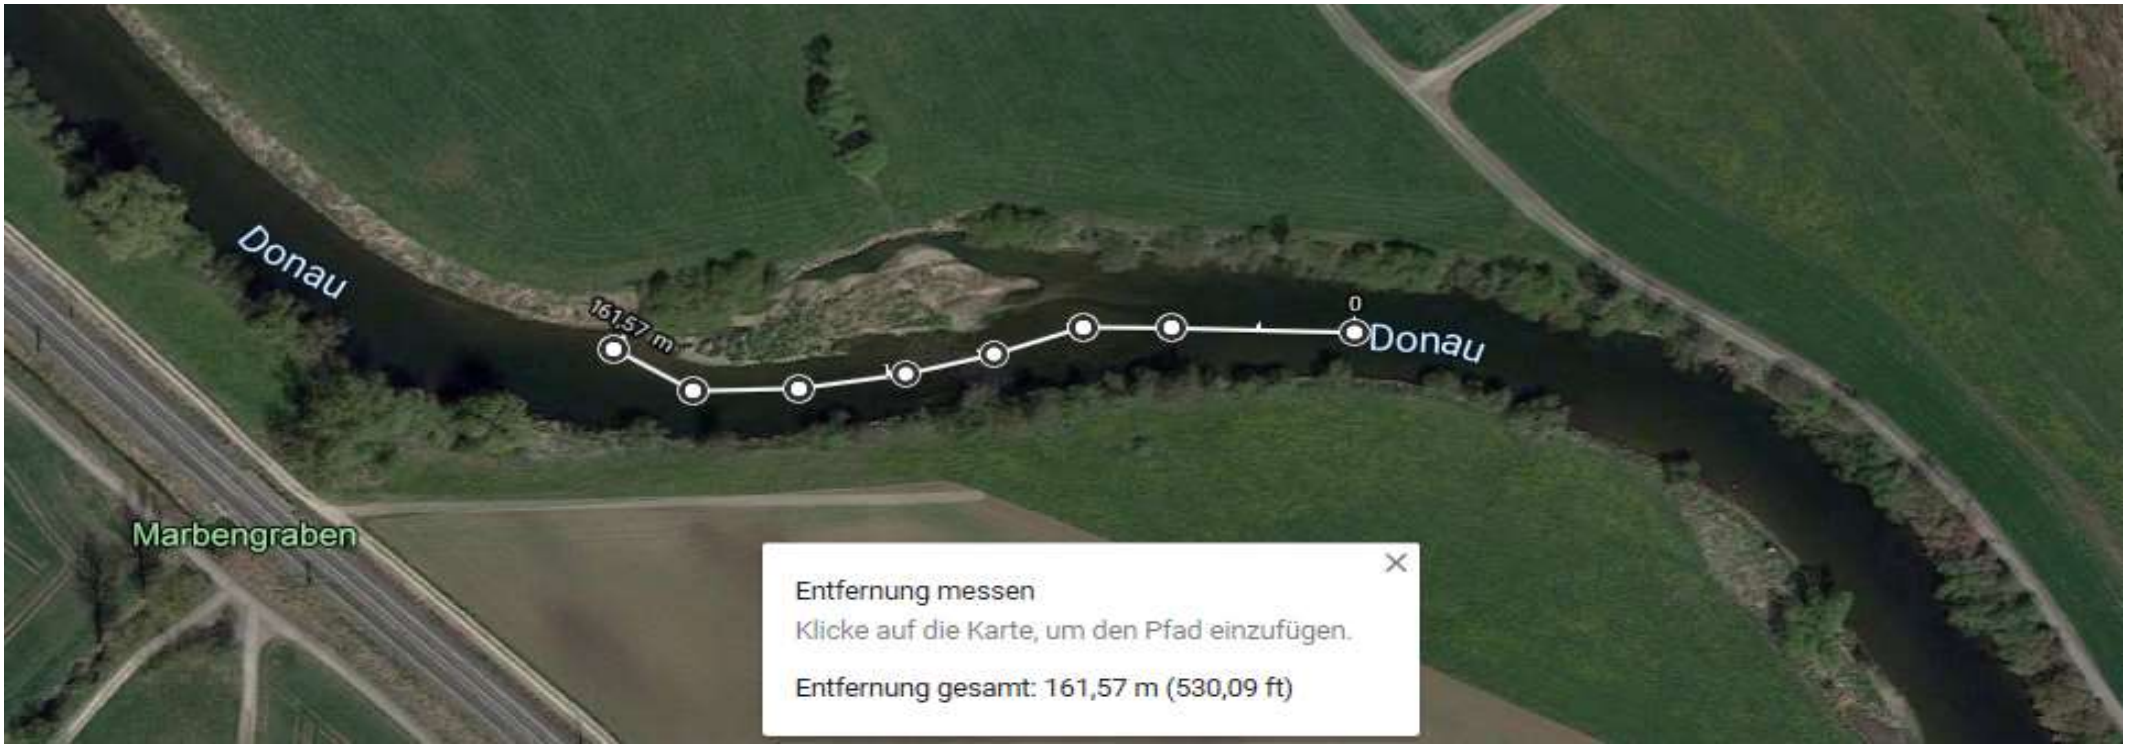 Donau
161,57 m
0
Donau
Marbengraben
Entfernung messen
Klicke auf die Karte, um den Pfad einzufügen.
Entfernung gesamt: 161,57 m (530,09 ft)